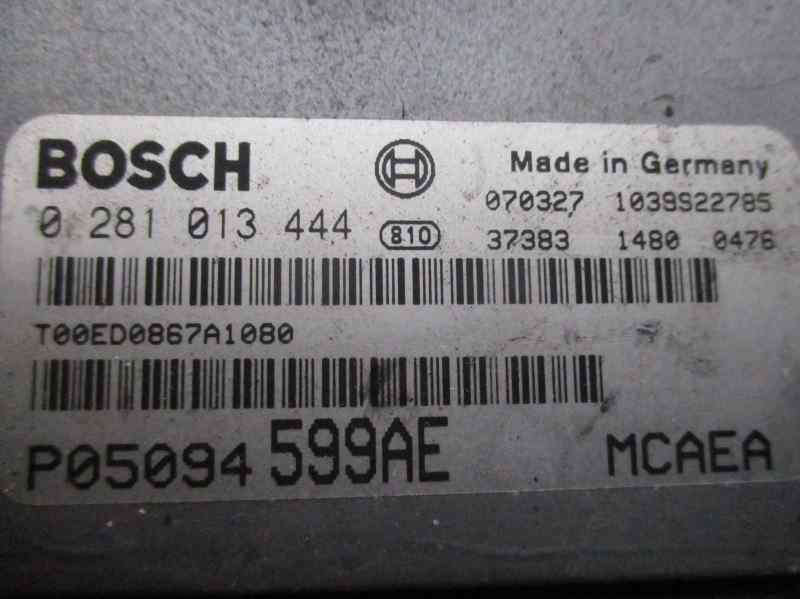 BOSCH
Made in Germany
0 281 013 444
810
070327 1039S22785
37383 1480 0476
T00ED0867A1080
P05094 599AE MCAEA